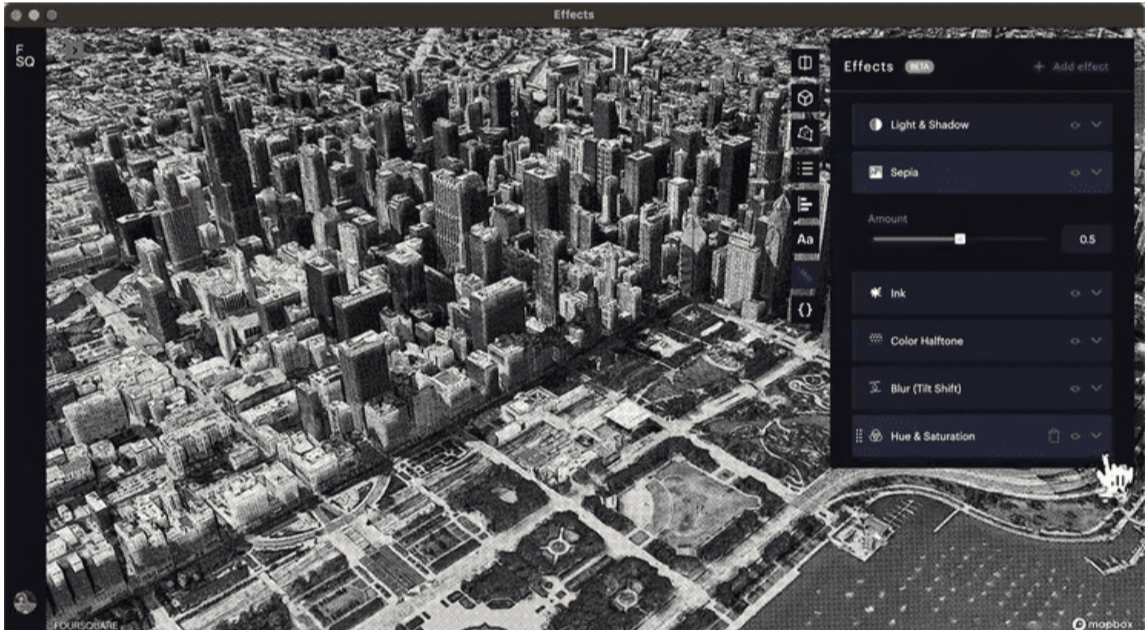 Effects
F
SQ
Effects BETA + Add effect
Light & Shadow
Sepia
Amount
0.5
Ink
Color Halftone
Blur (Tilt Shift)
Hue & Saturation
Aa
{}
FOURSQUARE
mapbox